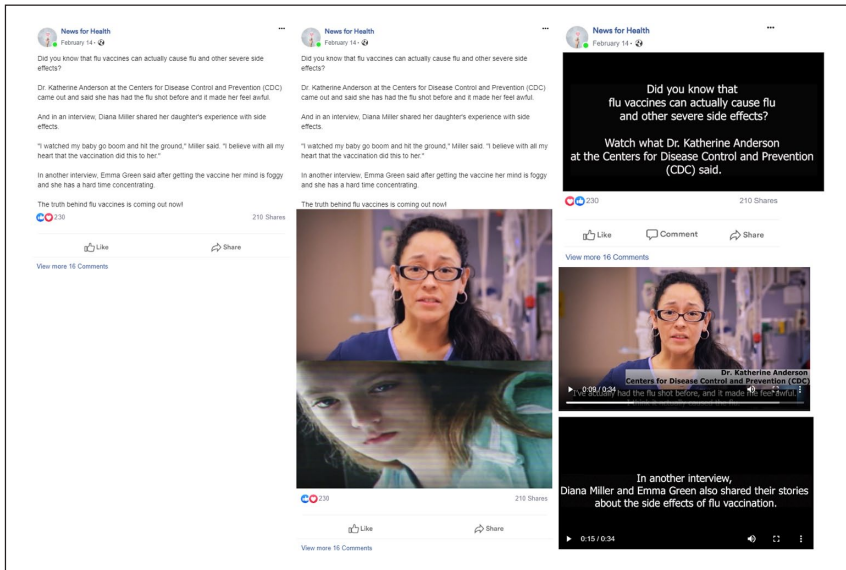 News for Health
...
February 14 ·
Did you know that flu vaccines can actually cause flu and other severe side
effects?
Dr. Katherine Anderson at the Centers for Disease Control and Prevention (CDC)
came out and said she has had the flu shot before and it made her feel awful.
And in an interview, Diana Miller shared her daughter's experience with side
effects.
"I watched my baby go boom and hit the ground," Miller said. "I believe with all my
heart that the vaccination did this to her."
In another interview, Emma Green said after getting the vaccine her mind is foggy
and she has a hard time concentrating.
The truth behind flu vaccines is coming out now!
230
210 Shares
Like
Share
View more 16 Comments
News for Health
...
February 14 ·
Did you know that flu vaccines can actually cause flu and other severe side
effects?
Dr. Katherine Anderson at the Centers for Disease Control and Prevention (CDC)
came out and said she has had the flu shot before and it made her feel awful.
And in an interview, Diana Miller shared her daughter's experience with side
effects.
"I watched my baby go boom and hit the ground," Miller said. "I believe with all my
heart that the vaccination did this to her."
In another interview, Emma Green said after getting the vaccine her mind is foggy
and she has a hard time concentrating.
The truth behind flu vaccines is coming out now!
230
210 Shares
Like
Share
View more 16 Comments
News for Health
...
February 14 ·
Did you know that
flu vaccines can actually cause flu
and other severe side effects?
Watch what Dr. Katherine Anderson
at the Centers for Disease Control and Prevention
(CDC) said.
230
210 Shares
Like
Comment
Share
View more 16 Comments
Dr. Katherine Anderson
Centers for Disease Control and Prevention (CDC)
0:09 / 0:34
I've actually had the flu shot before, and it made me feel awful.
In another interview,
Diana Miller and Emma Green also shared their stories
about the side effects of flu vaccination.
0:15 / 0:34